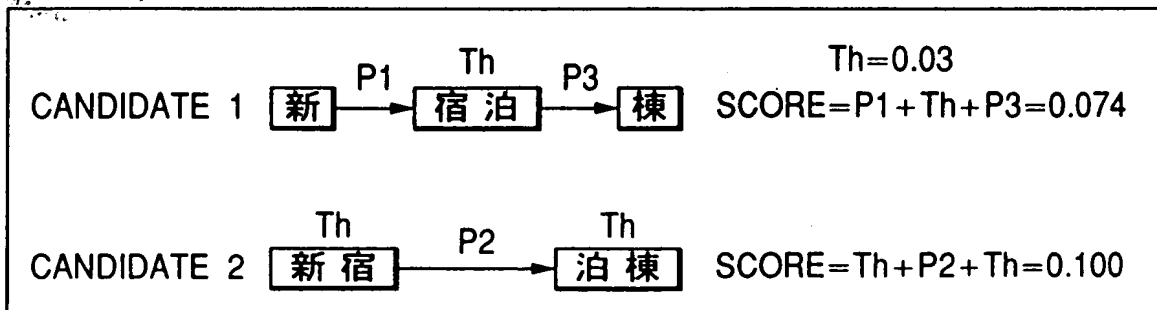 Th=0.03
P1 Th P3
CANDIDATE 1 新 宿泊 棟 SCORE=P1+Th+P3=0.074
Th P2 Th
CANDIDATE 2 新宿 泊棟 SCORE=Th+P2+Th=0.100